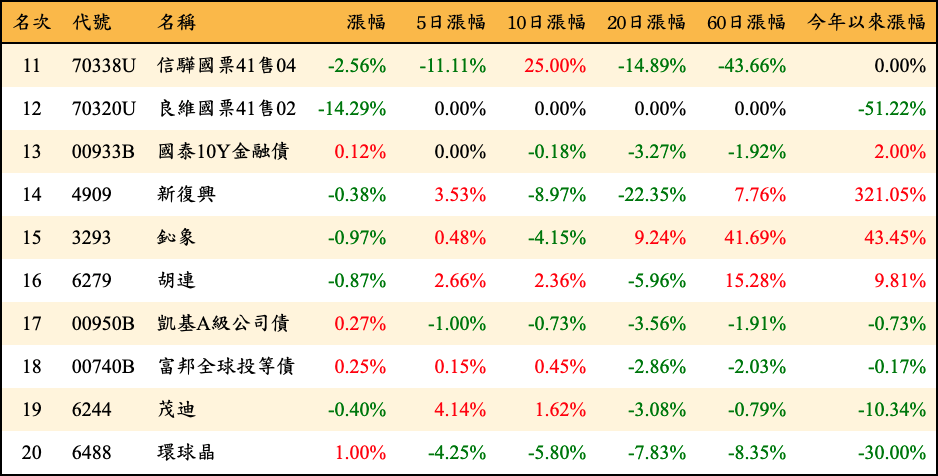 名次 代號 名稱 漲幅 5日漲幅 10日漲幅 20日漲幅 60日漲幅 今年以來漲幅
11 70338U 信驊國票41售04 -2.56% -11.11% 25.00% -14.89% -43.66% 0.00%
12 70320U 良維國票41售02 -14.29% 0.00% 0.00% 0.00% 0.00% -51.22%
13 00933B 國泰10Y金融債 0.12% 0.00% -0.18% -3.27% -1.92% 2.00%
14 4909 新復興 -0.38% 3.53% -8.97% -22.35% 7.76% 321.05%
15 3293 鈊象 -0.97% 0.48% -4.15% 9.24% 41.69% 43.45%
16 6279 胡連 -0.87% 2.66% 2.36% -5.96% 15.28% 9.81%
17 00950B 凱基A級公司債 0.27% -1.00% -0.73% -3.56% -1.91% -0.73%
18 00740B 富邦全球投等債 0.25% 0.15% 0.45% -2.86% -2.03% -0.17%
19 6244 茂迪 -0.40% 4.14% 1.62% -3.08% -0.79% -10.34%
20 6488 環球晶 1.00% -4.25% -5.80% -7.83% -8.35% -30.00%